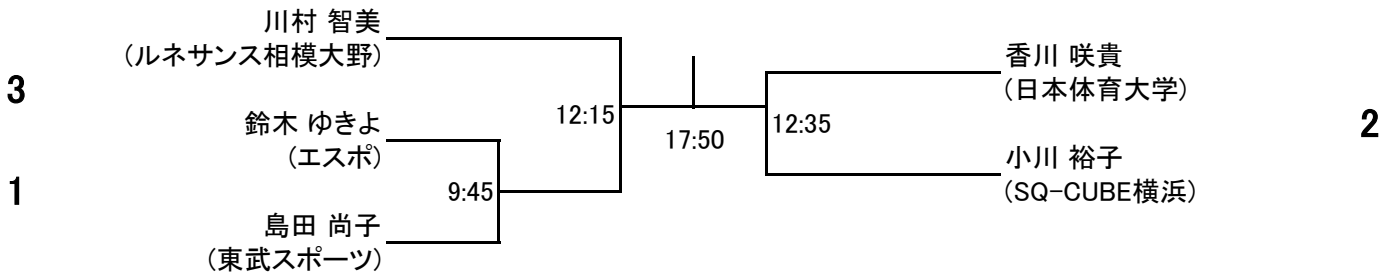 川村 智美
(ルネサンス相模大野)
3
鈴木 ゆきよ
(エスポ)
1
島田 尚子
(東武スポーツ)
9:45
12:15
17:50
12:35
香川 咲貴
(日本体育大学)
2
小川 裕子
(SQ-CUBE横浜)